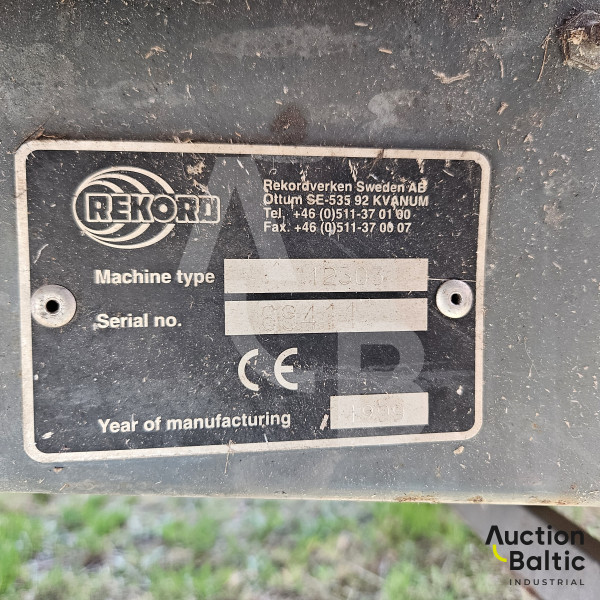 REKORD
Rekordverken Sweden AB
Ottum SE-535 92 KVÄNUM
Tel. +46 (0)511-37 01 00
Fax. +46 (0)511-37 00 07
Machine type
Serial no.
CE
Year of manufacturing
Auction
Baltic
INDUSTRIAL